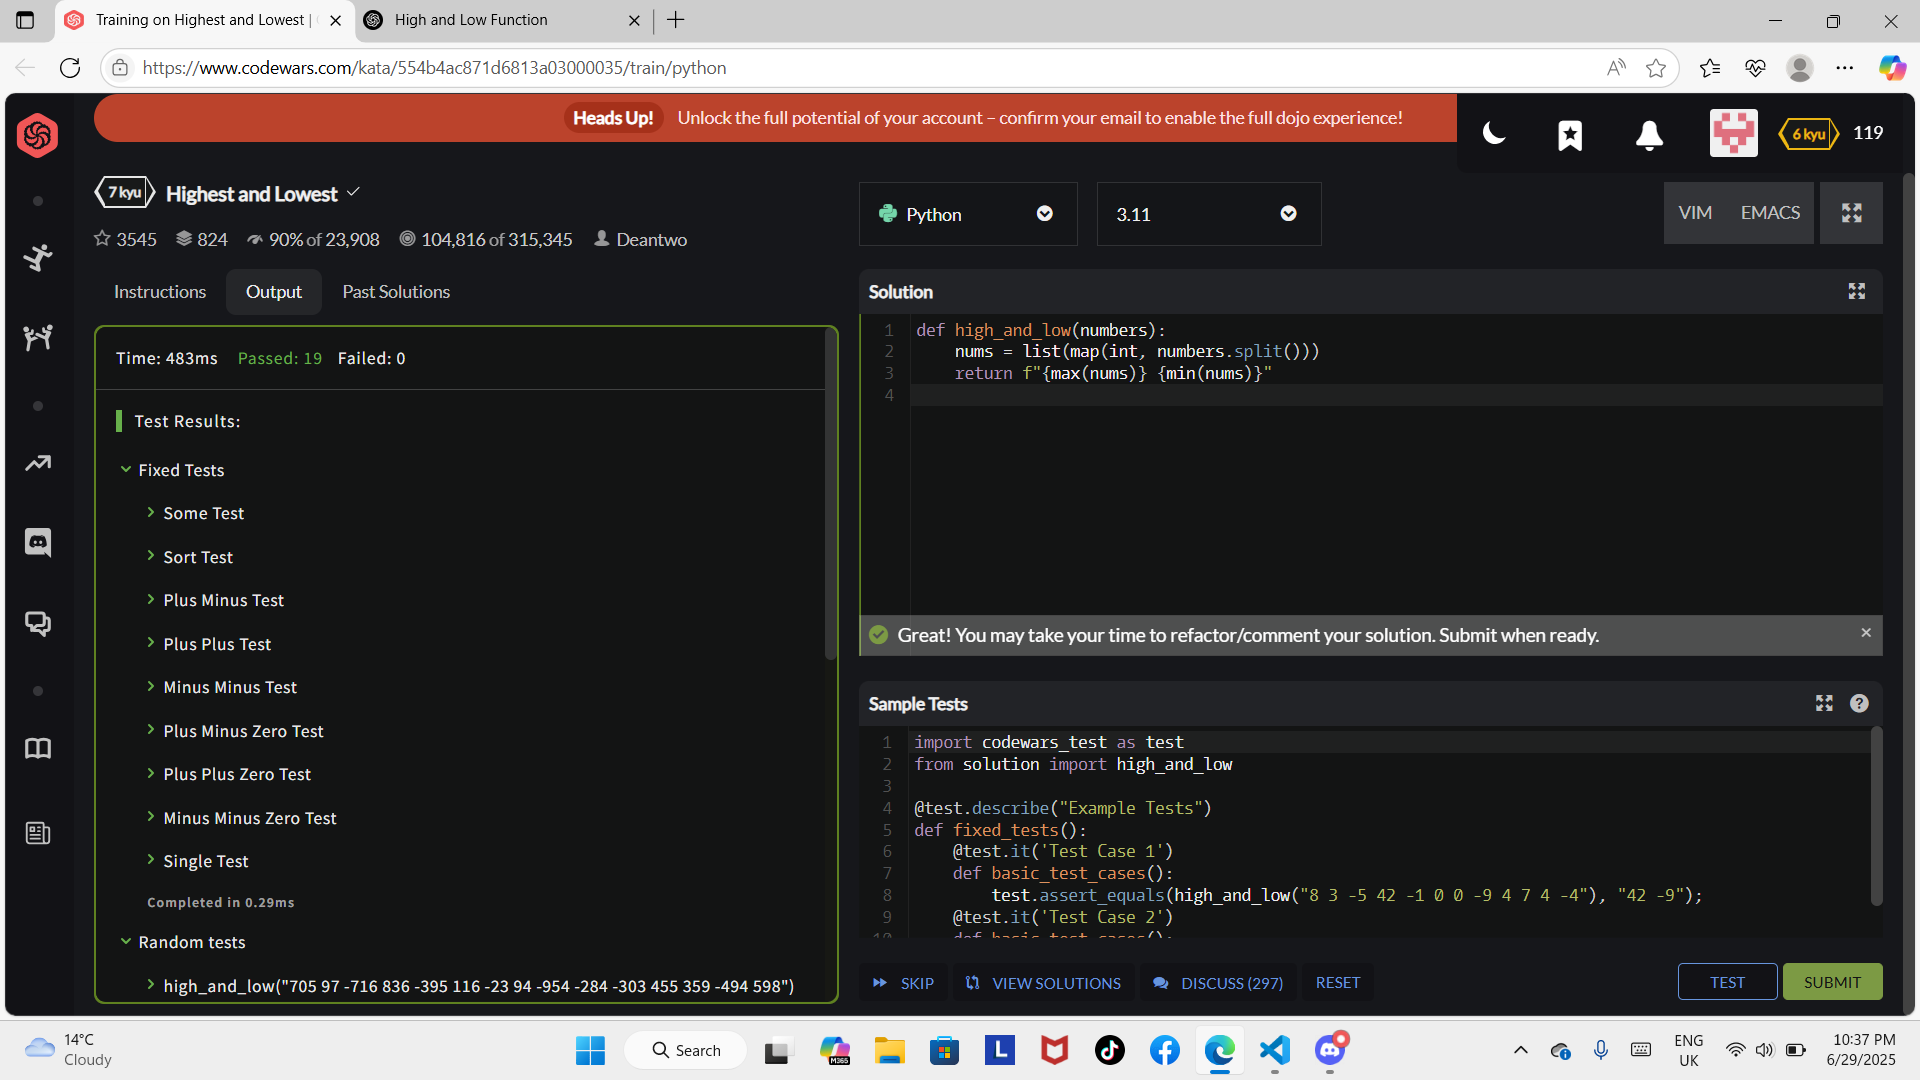 Training on Highest and Lowest |
High and Low Function
https://www.codewars.com/kata/554b4ac871d6813a03000035/train/python
Heads Up! Unlock the full potential of your account – confirm your email to enable the full dojo experience!
6 kyu 119
7 kyu Highest and Lowest
3545 824 90% of 23,908 104,816 of 315,345 Deantwo
Python
3.11
VIM EMACS
Instructions Output Past Solutions
Time: 483ms Passed: 19 Failed: 0
Test Results:
Fixed Tests
Some Test
Sort Test
Plus Minus Test
Plus Plus Test
Minus Minus Test
Plus Minus Zero Test
Plus Plus Zero Test
Minus Minus Zero Test
Single Test
Completed in 0.29ms
Random tests
high_and_low("705 97 -716 836 -395 116 -23 94 -954 -284 -303 455 359 -494 598")
Solution
1 def high_and_low(numbers):
2     nums = list(map(int, numbers.split()))
3     return f"{max(nums)} {min(nums)}"
4
Great! You may take your time to refactor/comment your solution. Submit when ready.
Sample Tests
1 import codewars_test as test
2 from solution import high_and_low
3
4 @test.describe("Example Tests")
5 def fixed_tests():
6     @test.it('Test Case 1')
7     def basic_test_cases():
8         test.assert_equals(high_and_low("8 3 -5 42 -1 0 0 -9 4 7 4 -4"), "42 -9");
9     @test.it('Test Case 2')
10     def basic_test_cases():
SKIP VIEW SOLUTIONS DISCUSS (297) RESET TEST SUBMIT
14°C
Cloudy
Search
M365
L
ENG
UK
10:37 PM
6/29/2025